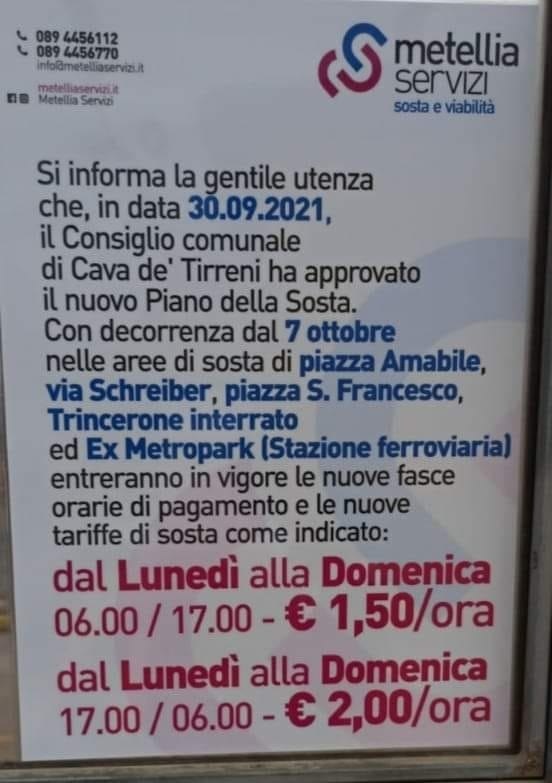 089 4456112
089 4456770
info@metelliaservizi.it
metelliaservizi.it
Metellia Servizi
metellia
servizi
sosta e viabilità
Si informa la gentile utenza
che, in data 30.09.2021,
il Consiglio comunale
di Cava de' Tirreni ha approvato
il nuovo Piano della Sosta.
Con decorrenza dal 7 ottobre
nelle aree di sosta di piazza Amabile,
via Schreiber, piazza S. Francesco,
Trincerone interrato
ed Ex Metropark (Stazione ferroviaria)
entreranno in vigore le nuove fasce
orarie di pagamento e le nuove
tariffe di sosta come indicato:
dal Lunedì alla Domenica
06.00 / 17.00 - € 1,50/ora
dal Lunedì alla Domenica
17.00 / 06.00 - € 2,00/ora